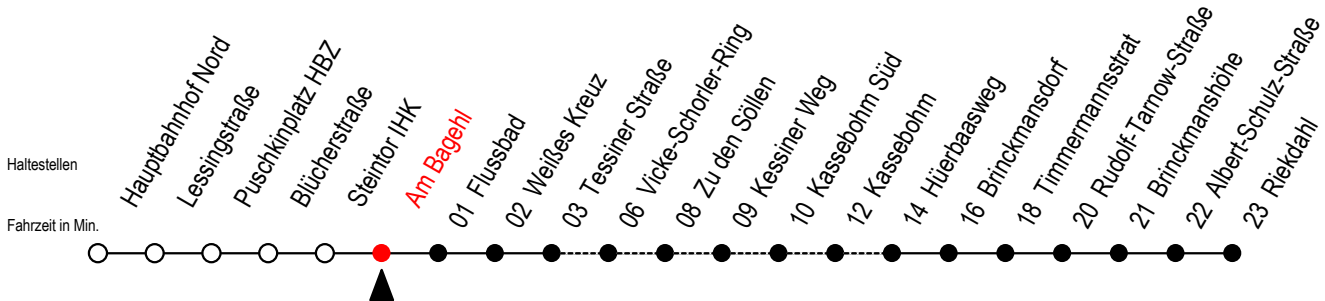 Haltestellen
Fahrzeit in Min.
Hauptbahnhof Nord
Lessingstraße
Puschkinplatz HBZ
Blücherstraße
Steintor IHK
Am Bagehl
01 Flussbad
02 Weißes Kreuz
03 Tessiner Straße
06 Vicke-Schorler-Ring
08 Zu den Söllen
09 Kessiner Weg
10 Kassebohm Süd
12 Kassebohm
14 Hüerbaasweg
16 Brinckmansdorf
18 Timmermannsstrat
20 Rudolf-Tarnow-Straße
21 Brinckmanshöhe
22 Albert-Schulz-Straße
23 Riekdahl